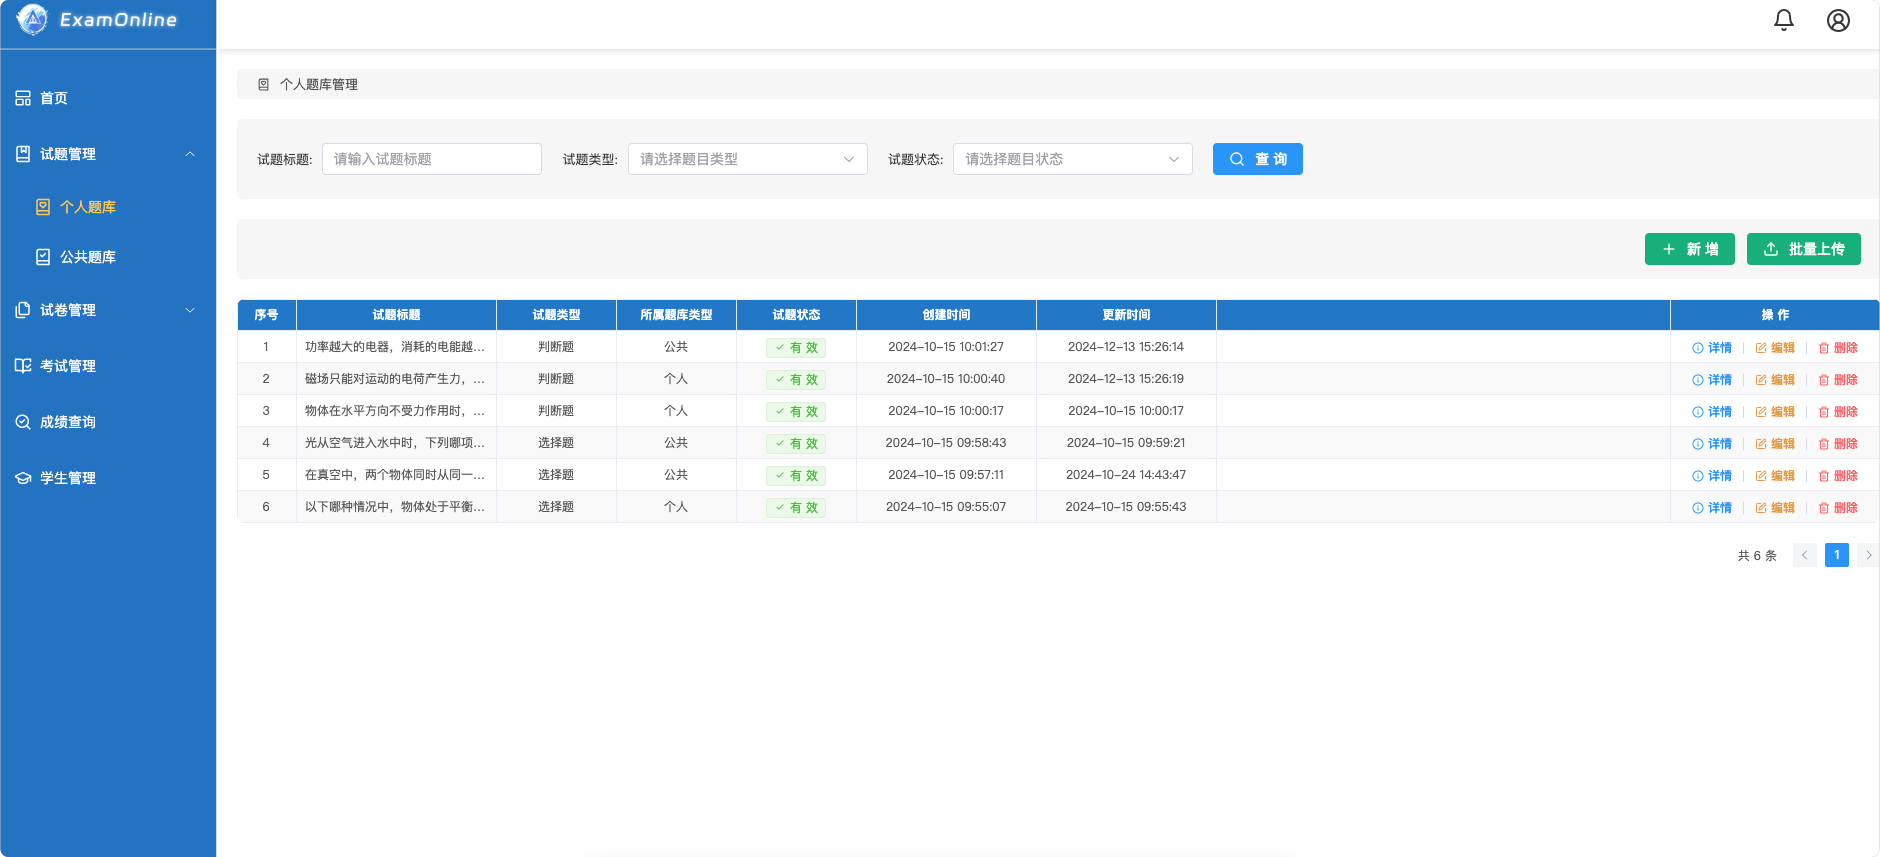 ExamOnline
首页
试题管理
个人题库
公共题库
试卷管理
考试管理
成绩查询
学生管理
个人题库管理
试题标题: 请输入试题标题 试题类型: 请选择题目类型 试题状态: 请选择题目状态 查 询
新 增 批量上传
序号 试题标题 试题类型 所属题库类型 试题状态 创建时间 更新时间 操 作
1 功率越大的电器，消耗的电能越... 判断题 公共 有 效 2024-10-15 10:01:27 2024-12-13 15:26:14 详情 编辑 删除
2 磁场只能对运动的电荷产生力，... 判断题 个人 有 效 2024-10-15 10:00:40 2024-12-13 15:26:19 详情 编辑 删除
3 物体在水平方向不受力作用时，... 判断题 个人 有 效 2024-10-15 10:00:17 2024-10-15 10:00:17 详情 编辑 删除
4 光从空气进入水中时，下列哪项... 选择题 公共 有 效 2024-10-15 09:58:43 2024-10-15 09:59:21 详情 编辑 删除
5 在真空中，两个物体同时从同一... 选择题 公共 有 效 2024-10-15 09:57:11 2024-10-24 14:43:47 详情 编辑 删除
6 以下哪种情况中，物体处于平衡... 选择题 个人 有 效 2024-10-15 09:55:07 2024-10-15 09:55:43 详情 编辑 删除
共 6 条 1